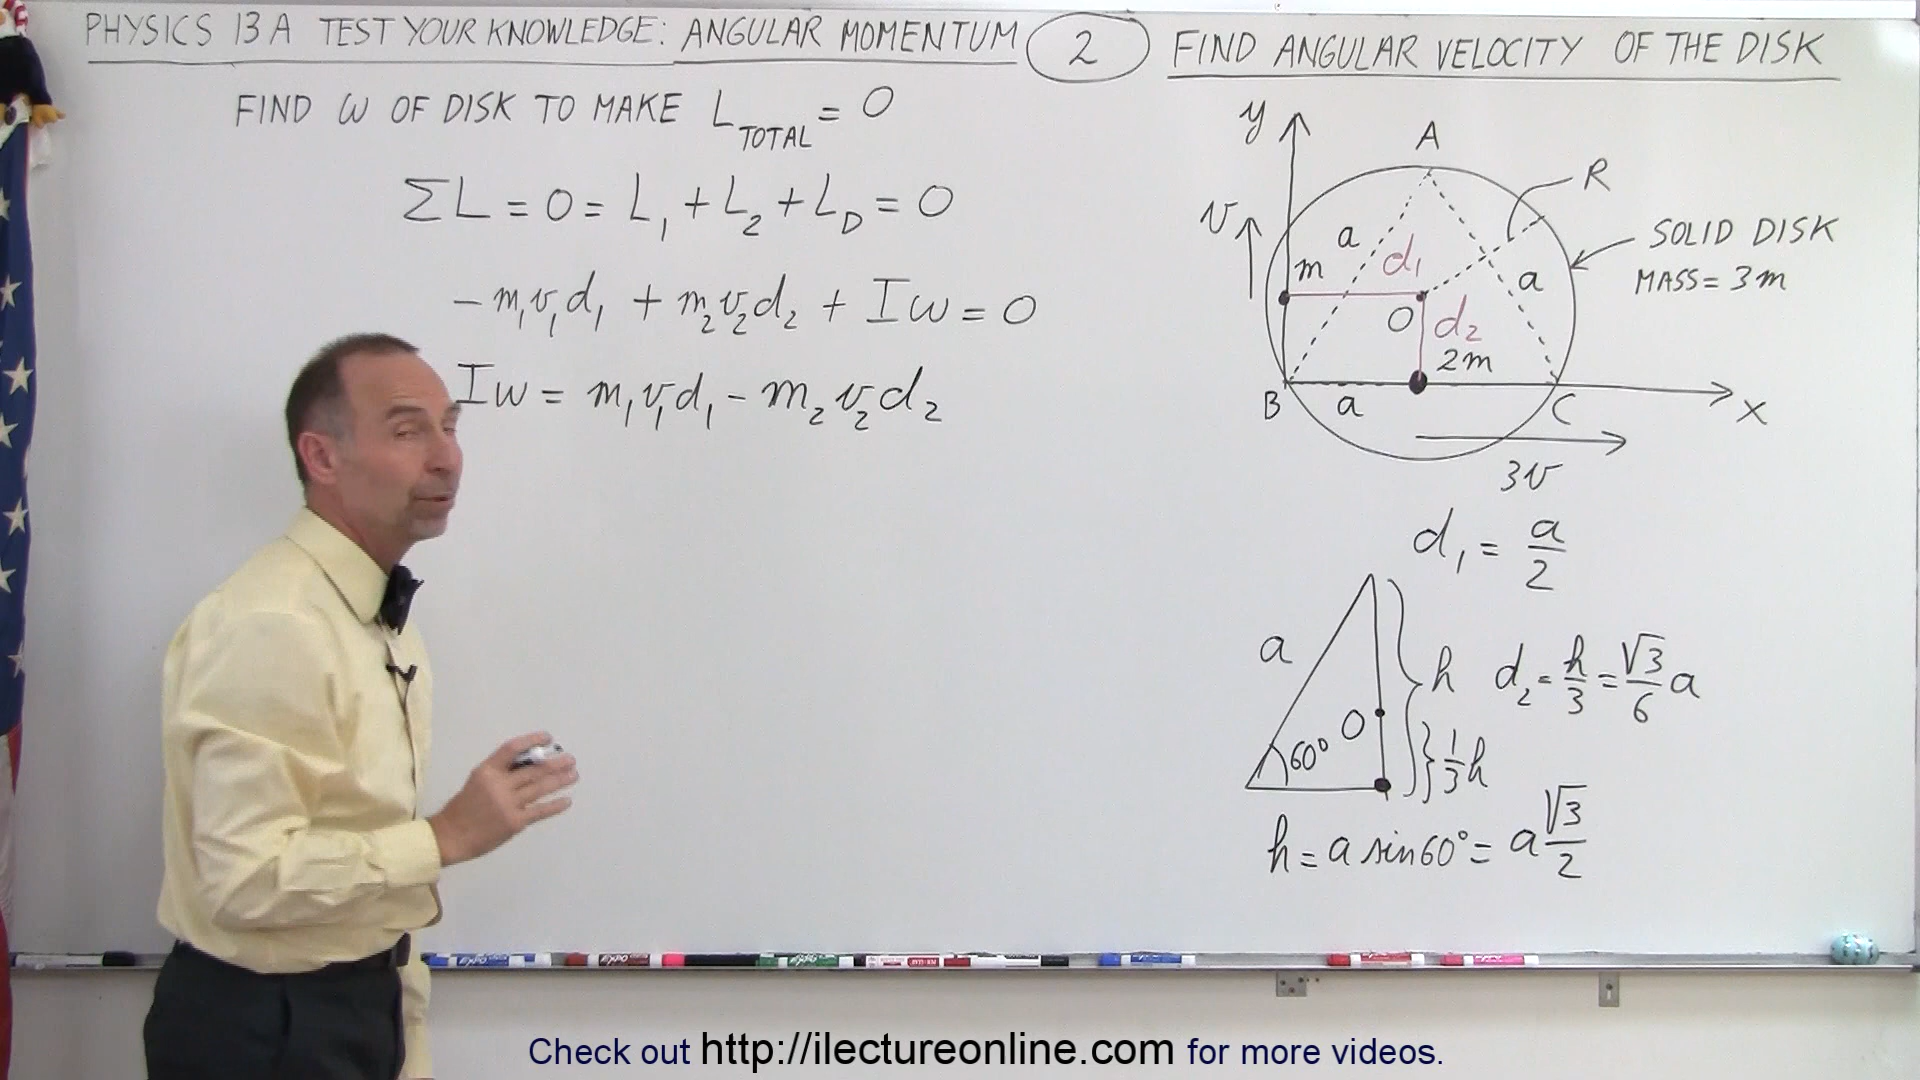 PHYSICS 13A TEST YOUR KNOWLEDGE: ANGULAR MOMENTUM 2 FIND ANGULAR VELOCITY OF THE DISK
FIND ω OF DISK TO MAKE L_TOTAL = 0
ΣL = 0 = L₁ + L₂ + L_D = 0
- m₁v₁d₁ + m₂v₂d₂ + Iω = 0
Iω = m₁v₁d₁ - m₂v₂d₂
y
A
R
v
a
d₁
SOLID DISK
m
a
MASS = 3m
O
d₂
2m
B
a
C
x
3v
d₁ = a/2
a
h
d₂ = h/3 = √3/6 a
O
60°
1/3 h
h = a sin60° = a √3/2
Check out http://ilectureonline.com for more videos.